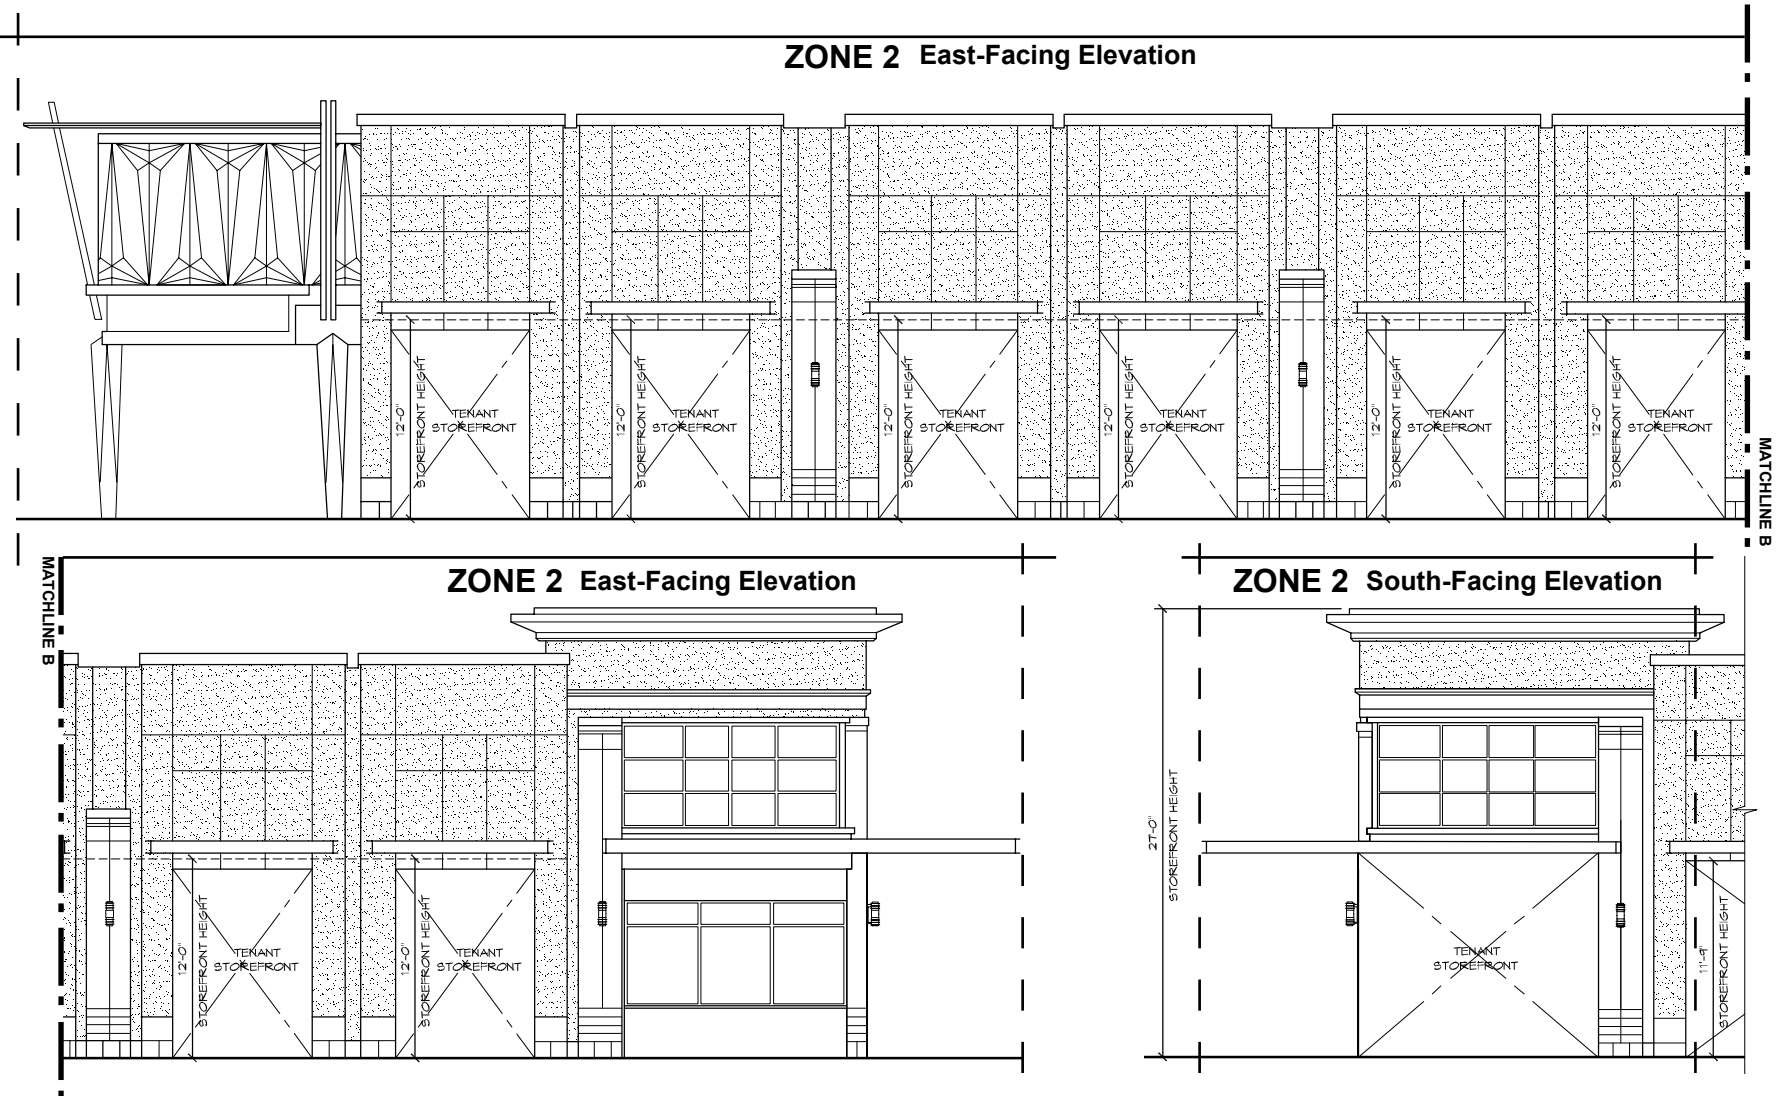 ZONE 2 East-Facing Elevation
12'-0"
STOREFRONT HEIGHT
TENANT
STOREFRONT
12'-0"
STOREFRONT HEIGHT
TENANT
STOREFRONT
12'-0"
STOREFRONT HEIGHT
TENANT
STOREFRONT
12'-0"
STOREFRONT HEIGHT
TENANT
STOREFRONT
12'-0"
STOREFRONT HEIGHT
TENANT
STOREFRONT
12'-0"
STOREFRONT HEIGHT
TENANT
STOREFRONT
MATCHLINE B
MATCHLINE B
ZONE 2 East-Facing Elevation
12'-0"
STOREFRONT HEIGHT
TENANT
STOREFRONT
12'-0"
STOREFRONT HEIGHT
TENANT
STOREFRONT
ZONE 2 South-Facing Elevation
27'-0"
STOREFRONT HEIGHT
TENANT
STOREFRONT
11'-9"
STOREFRONT HEIGHT